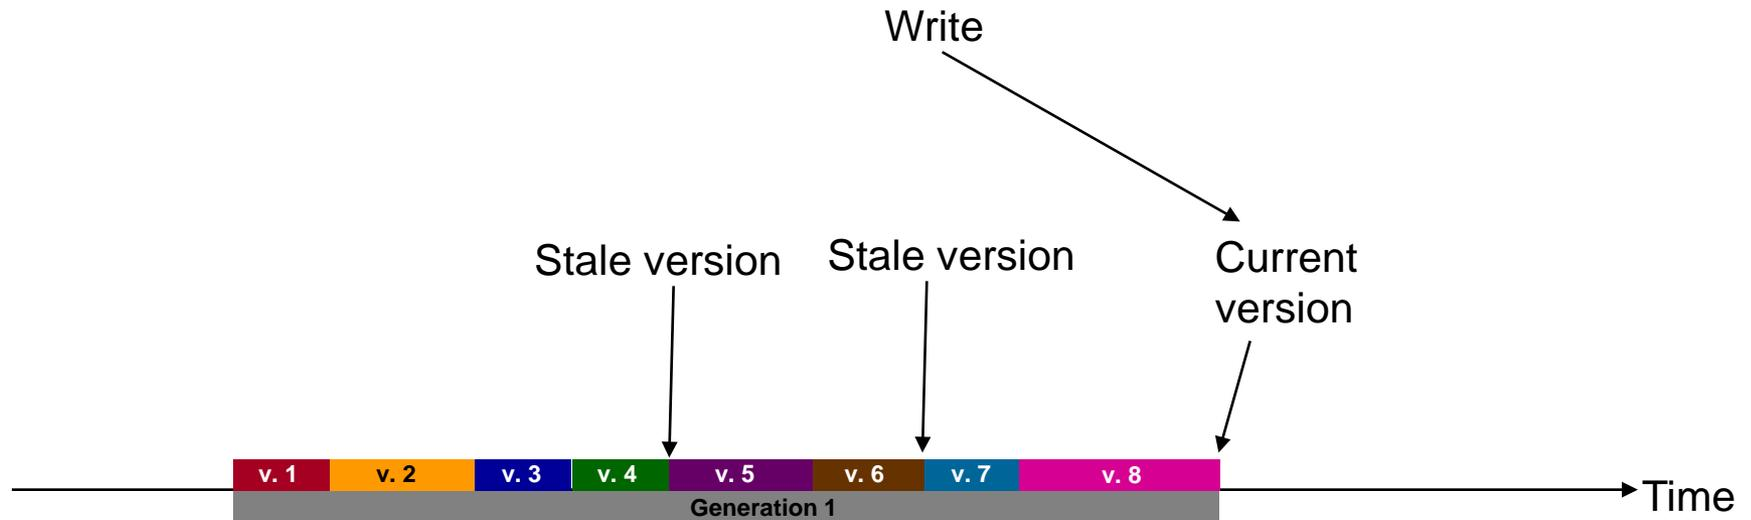 Write
Stale version
Stale version
Current
version
v. 1
v. 2
v. 3
v. 4
v. 5
v. 6
v. 7
v. 8
Generation 1
Time